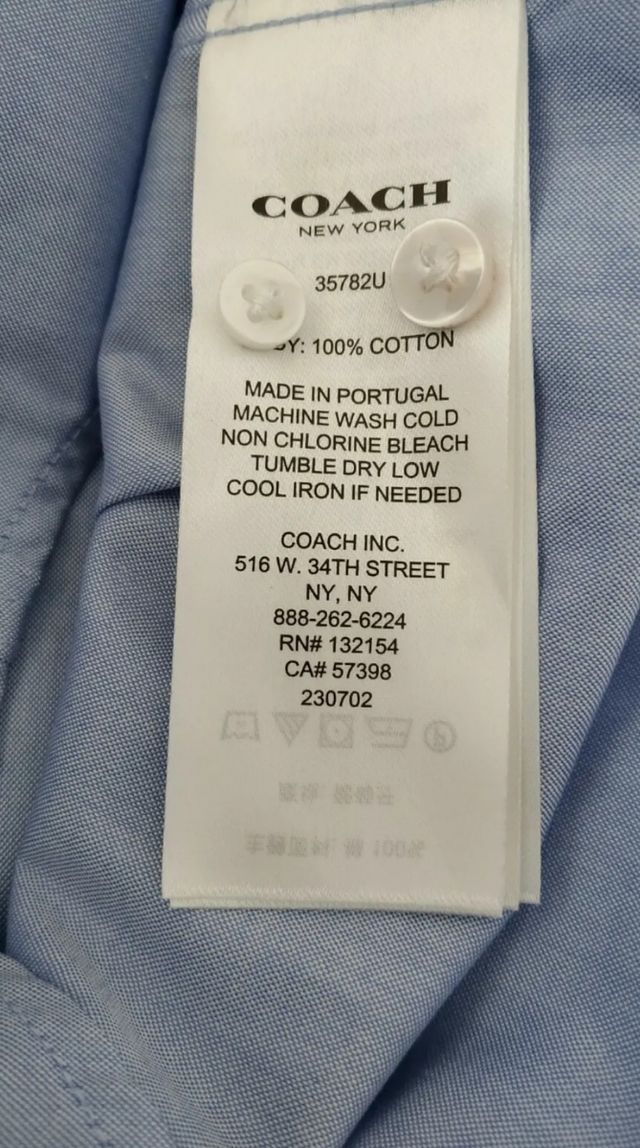 COACH
NEW YORK
35782U
Y: 100% COTTON
MADE IN PORTUGAL
MACHINE WASH COLD
NON CHLORINE BLEACH
TUMBLE DRY LOW
COOL IRON IF NEEDED
COACH INC.
516 W. 34TH STREET
NY, NY
888-262-6224
RN# 132154
CA# 57398
230702